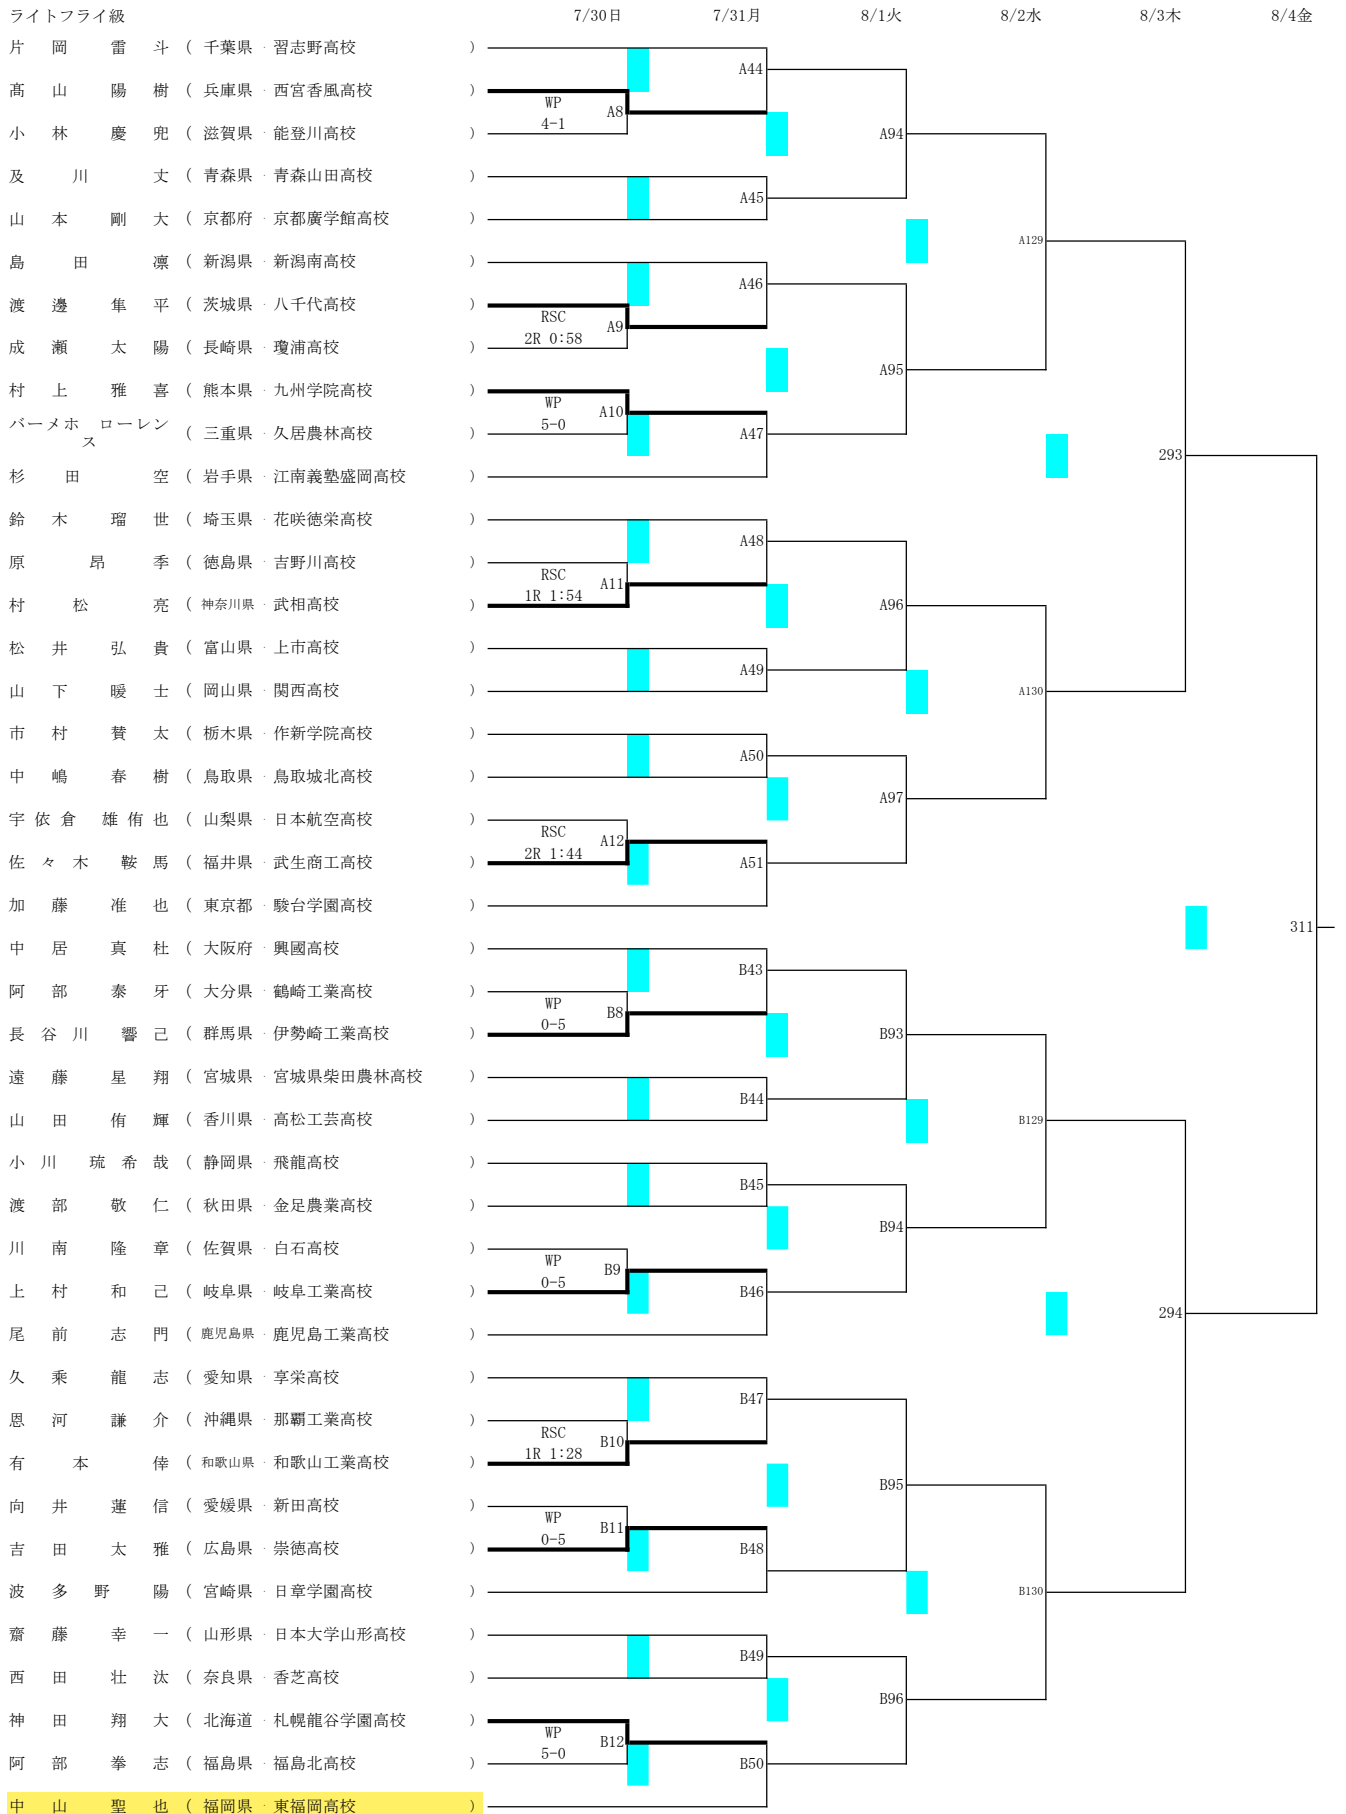 ライトフライ級 7/30日 7/31月 8/1火 8/2水 8/3木 8/4金
片岡 雷斗 ( 千葉県 · 習志野高校 )
A44
髙山 陽樹 ( 兵庫県 · 西宮香風高校 )
WP 4-1 A8
小林 慶兜 ( 滋賀県 · 能登川高校 )
A94
及川 丈 ( 青森県 · 青森山田高校 )
A45
山本 剛大 ( 京都府 · 京都廣学館高校 )
A129
島田 凛 ( 新潟県 · 新潟南高校 )
A46
渡邊 隼平 ( 茨城県 · 八千代高校 )
RSC 2R 0:58 A9
成瀬 太陽 ( 長崎県 · 瓊浦高校 )
A95
村上 雅喜 ( 熊本県 · 九州学院高校 )
WP 5-0 A10
バーメホ ローレンス ( 三重県 · 久居農林高校 )
A47
293
杉田 空 ( 岩手県 · 江南義塾盛岡高校 )
鈴木 瑠世 ( 埼玉県 · 花咲徳栄高校 )
A48
原 昂季 ( 徳島県 · 吉野川高校 )
RSC 1R 1:54 A11
村松 亮 ( 神奈川県 · 武相高校 )
A96
松井 弘貴 ( 富山県 · 上市高校 )
A49
山下 暖士 ( 岡山県 · 関西高校 )
A130
市村 賛太 ( 栃木県 · 作新学院高校 )
A50
中嶋 春樹 ( 鳥取県 · 鳥取城北高校 )
A97
宇依倉 雄侑也 ( 山梨県 · 日本航空高校 )
RSC 2R 1:44 A12
佐々木 鞍馬 ( 福井県 · 武生商工高校 )
A51
加藤 准也 ( 東京都 · 駿台学園高校 )
311
中居 真杜 ( 大阪府 · 興國高校 )
B43
阿部 泰牙 ( 大分県 · 鶴崎工業高校 )
WP 0-5 B8
長谷川 響己 ( 群馬県 · 伊勢崎工業高校 )
B93
遠藤 星翔 ( 宮城県 · 宮城県柴田農林高校 )
B44
山田 侑輝 ( 香川県 · 高松工芸高校 )
B129
小川 琉希哉 ( 静岡県 · 飛龍高校 )
B45
渡部 敬仁 ( 秋田県 · 金足農業高校 )
B94
川南 隆章 ( 佐賀県 · 白石高校 )
WP 0-5 B9
上村 和己 ( 岐阜県 · 岐阜工業高校 )
B46
294
尾前 志門 ( 鹿児島県 · 鹿児島工業高校 )
久乗 龍志 ( 愛知県 · 享栄高校 )
B47
恩河 謙介 ( 沖縄県 · 那覇工業高校 )
RSC 1R 1:28 B10
有本 倖 ( 和歌山県 · 和歌山工業高校 )
B95
向井 蓮信 ( 愛媛県 · 新田高校 )
WP 0-5 B11
吉田 太雅 ( 広島県 · 崇徳高校 )
B48
波多野 陽 ( 宮崎県 · 日章学園高校 )
B130
齋藤 幸一 ( 山形県 · 日本大学山形高校 )
B49
西田 壮汰 ( 奈良県 · 香芝高校 )
B96
神田 翔大 ( 北海道 · 札幌龍谷学園高校 )
WP 5-0 B12
阿部 拳志 ( 福島県 · 福島北高校 )
B50
中山 聖也 ( 福岡県 · 東福岡高校 )